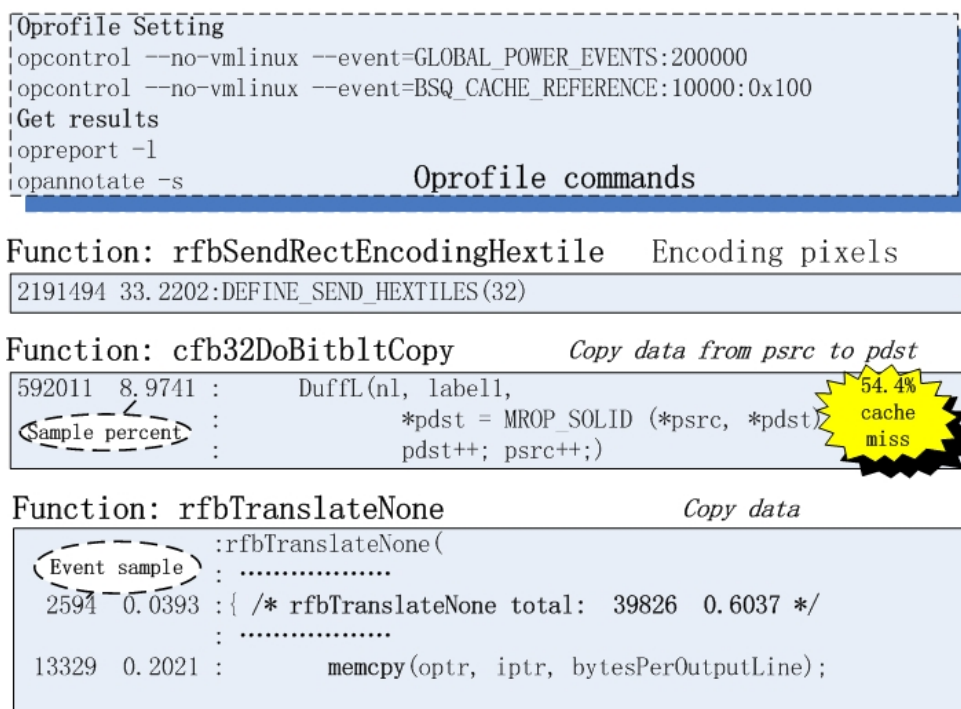 Oprofile Setting
opcontrol --no-vmlinux --event=GLOBAL_POWER_EVENTS:200000
opcontrol --no-vmlinux --event=BSQ_CACHE_REFERENCE:10000:0x100
Get results
opreport -l
opannotate -s
Oprofile commands
Function: rfbSendRectEncodingHextile Encoding pixels
2191494 33.2202:DEFINE_SEND_HEXTILES(32)
Function: cfb32DoBitbltCopy Copy data from psrc to pdst
592011 8.9741 : DuffL(nl, label1,
: *pdst = MROP_SOLID (*psrc, *pdst)
: pdst++; psrc++;)
Sample percent
54.4%
cache
miss
Function: rfbTranslateNone Copy data
:rfbTranslateNone(
Event sample
: ··················
2594 0.0393 :{ /* rfbTranslateNone total: 39826 0.6037 */
: ··················
13329 0.2021 : memcpy(optr, iptr, bytesPerOutputLine);